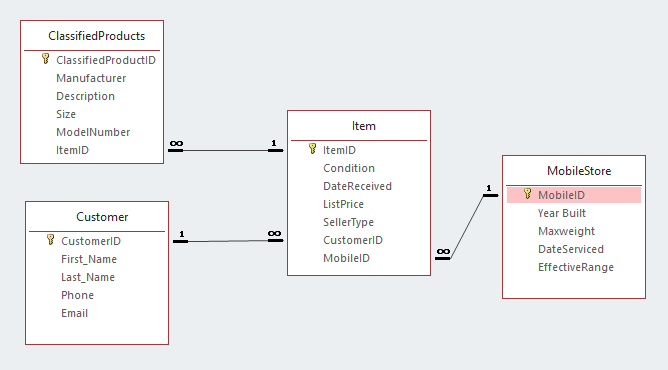 ClassifiedProducts
ClassifiedProductID
Manufacturer
Description
Size
ModelNumber
ItemID
∞
1
Item
ItemID
Condition
DateReceived
ListPrice
SellerType
CustomerID
MobileID
Customer
CustomerID
First_Name
Last_Name
Phone
Email
1
∞
∞
1
MobileStore
MobileID
Year Built
Maxweight
DateServiced
EffectiveRange